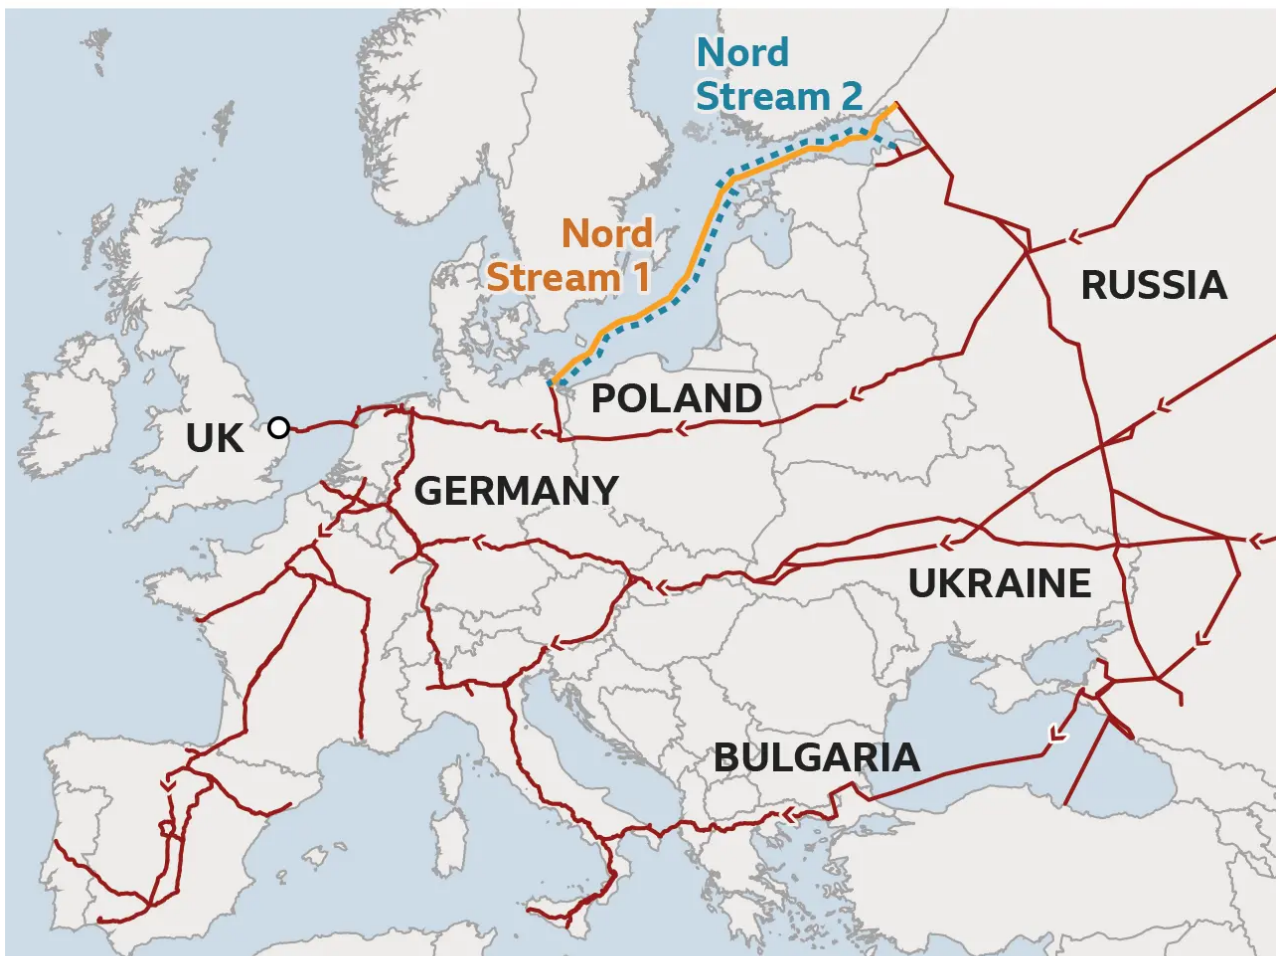 Nord
Stream 2
Nord
Stream 1
RUSSIA
POLAND
UK
GERMANY
UKRAINE
BULGARIA